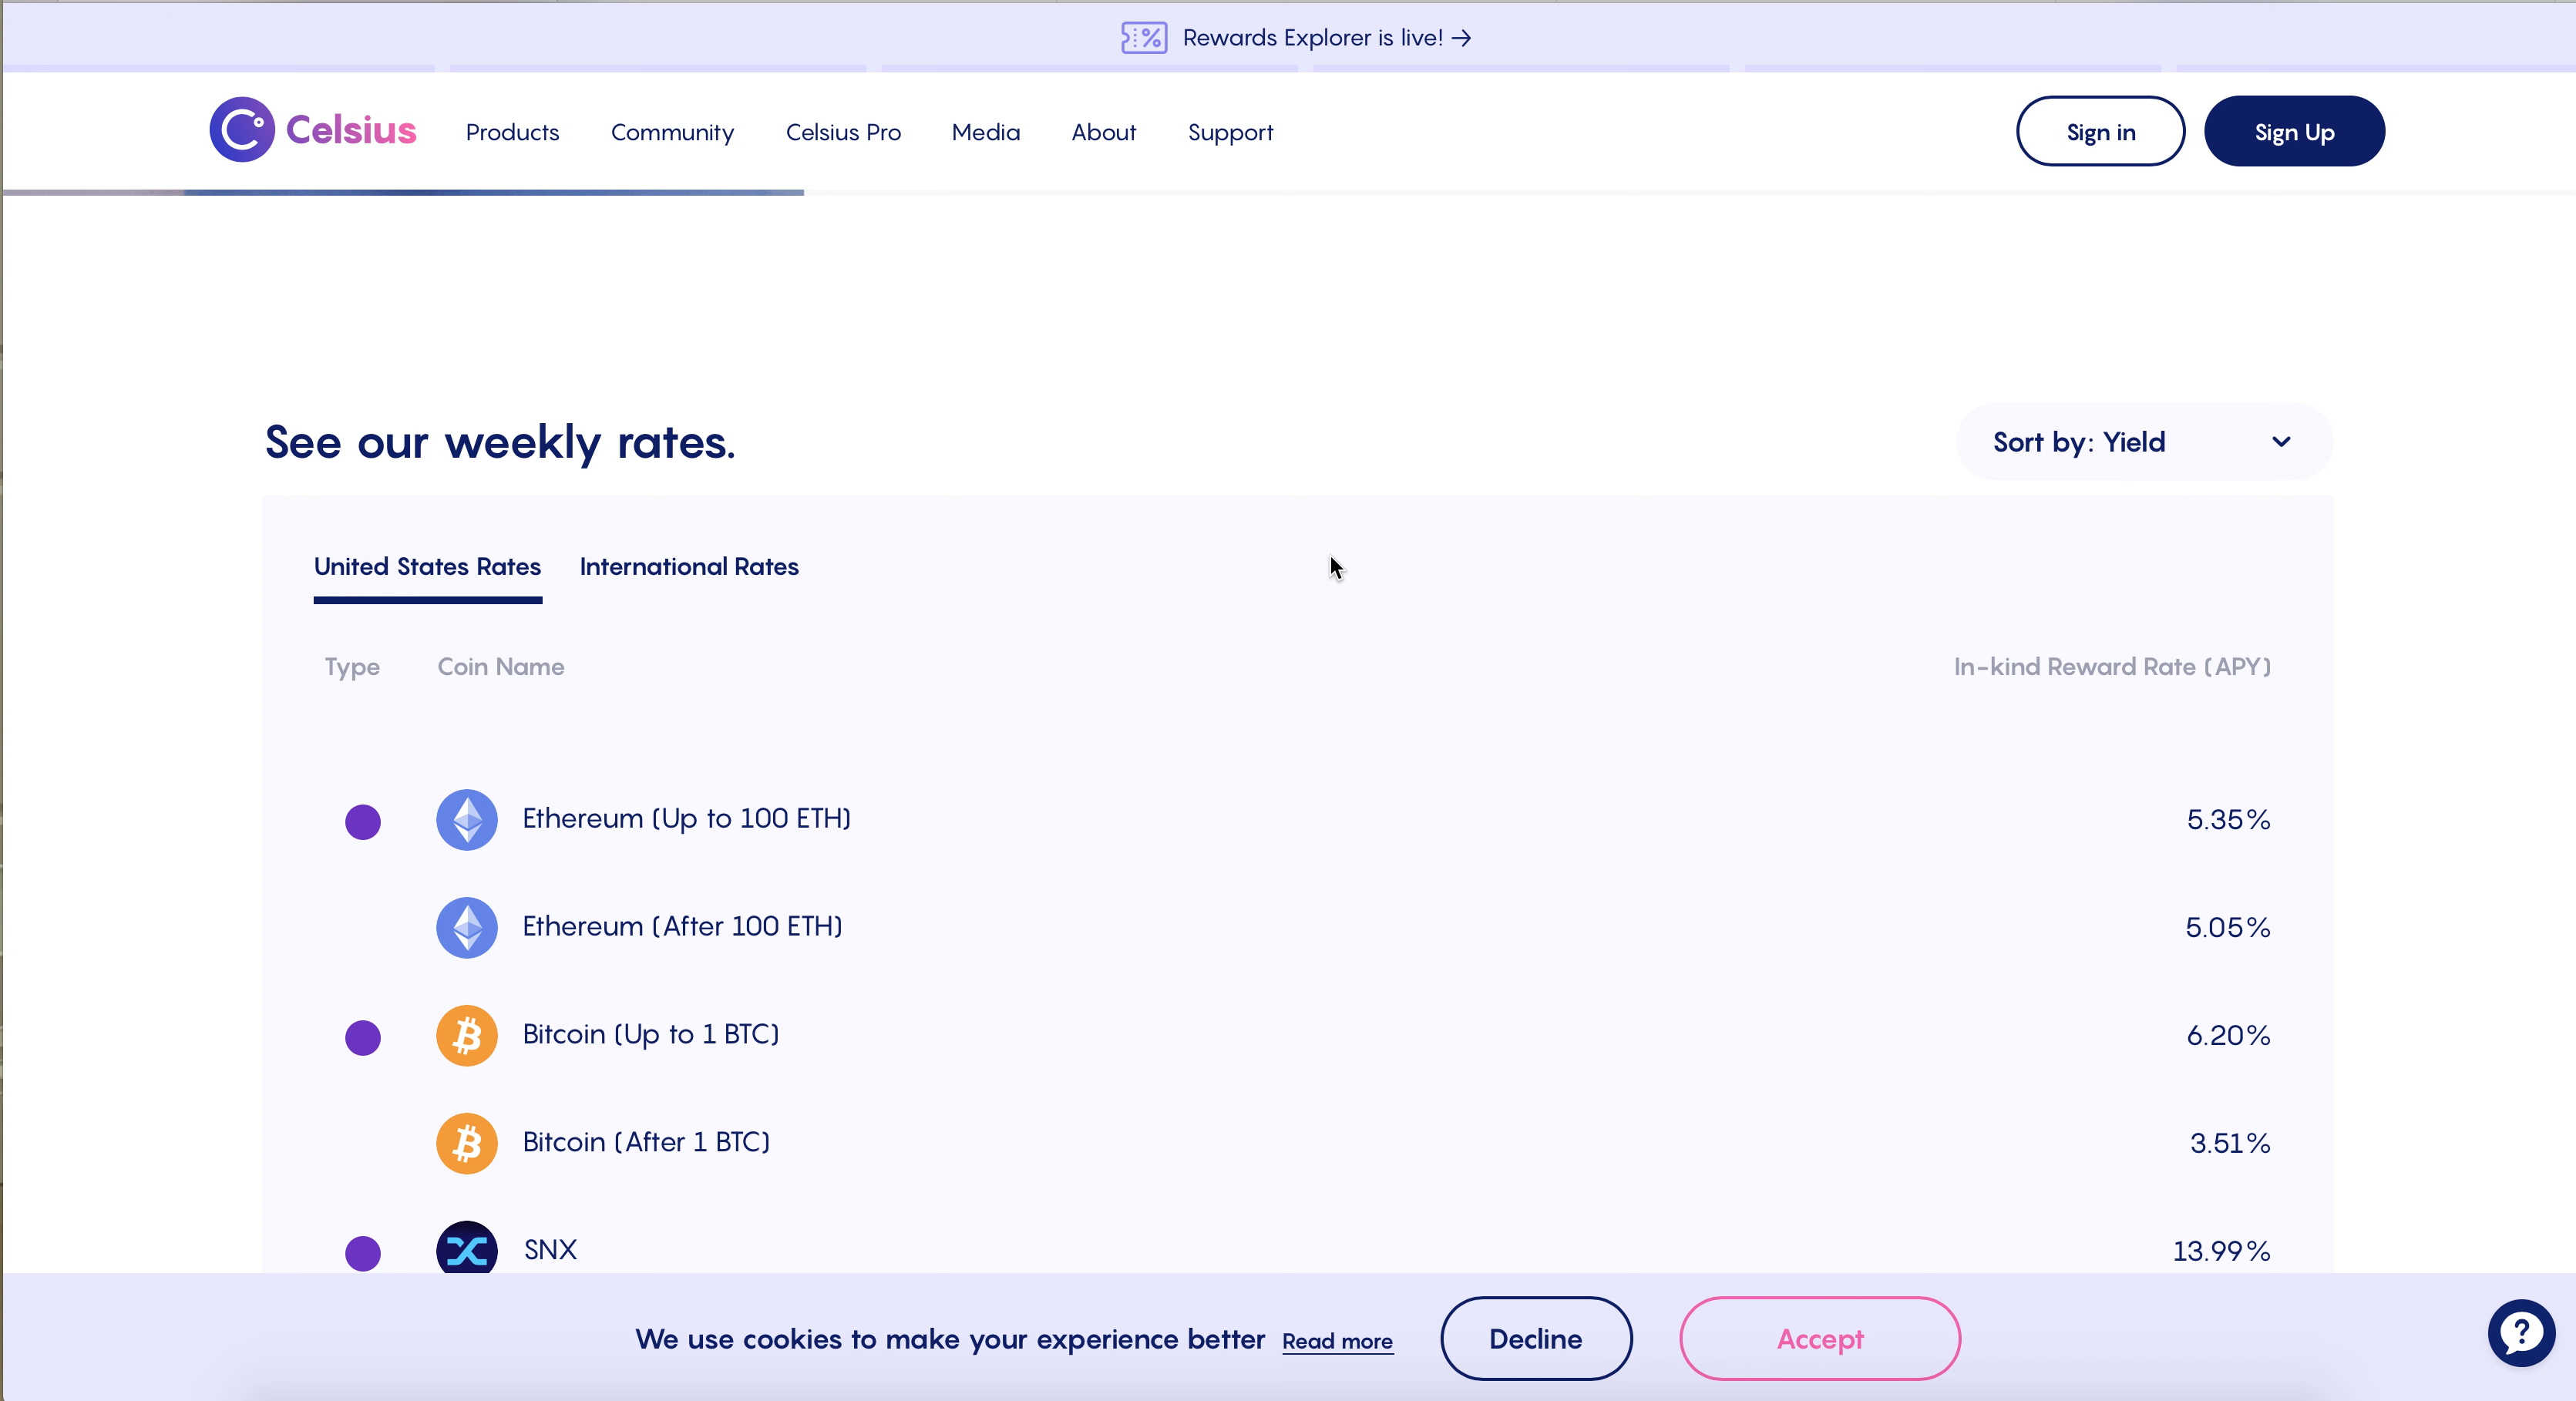 Rewards Explorer is live! →
Celsius Products Community Celsius Pro Media About Support Sign in Sign Up
See our weekly rates. Sort by: Yield
United States Rates International Rates
Type Coin Name In-kind Reward Rate (APY)
Ethereum (Up to 100 ETH) 5.35%
Ethereum (After 100 ETH) 5.05%
Bitcoin (Up to 1 BTC) 6.20%
Bitcoin (After 1 BTC) 3.51%
SNX 13.99%
We use cookies to make your experience better Read more Decline Accept